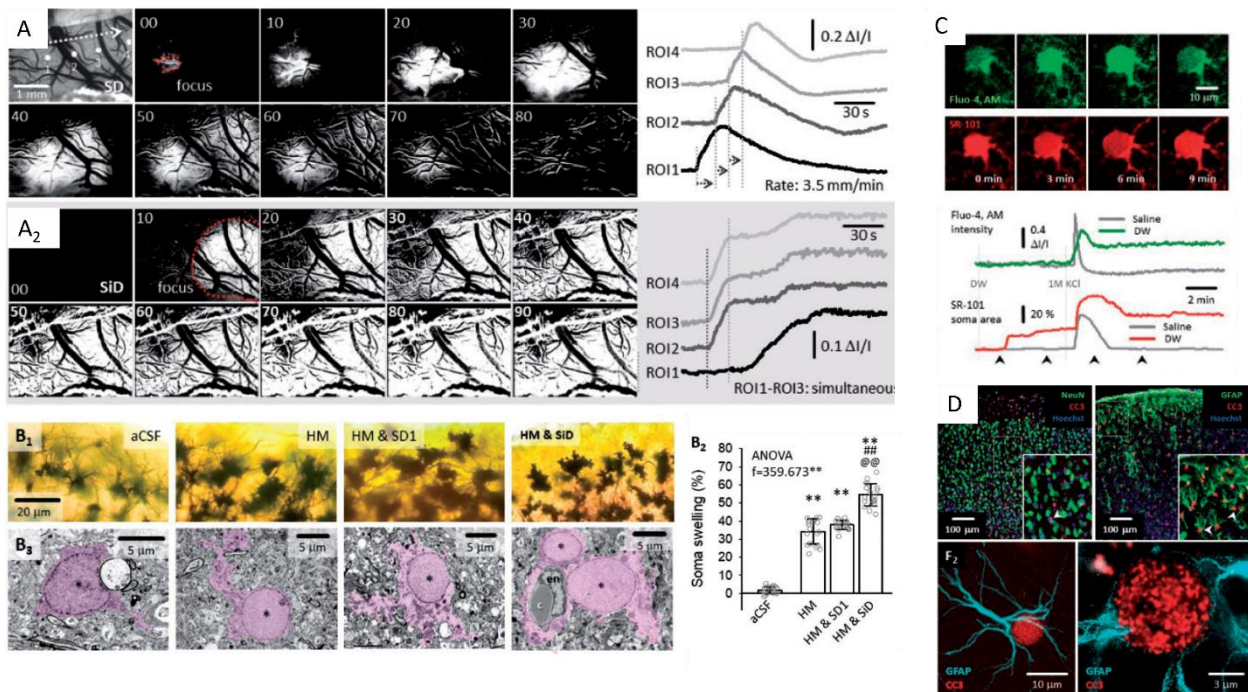 A
1 mm
SD
00
focus
10
20
30
40
50
60
70
80
0.2 ΔI/I
ROI4
ROI3
30 s
ROI2
ROI1
Rate: 3.5 mm/min
A₂
00
SiD
10
focus
20
30
40
50
60
70
80
90
30 s
ROI4
ROI3
ROI2
0.1 ΔI/I
ROI1
ROI1-ROI3: simultaneous
B₁
aCSF
HM
HM & SD1
HM & SiD
20 µm
B₃
5 µm
*
5 µm
*
5 µm
*
5 µm
*
en
c
*
B₂
ANOVA
f=359.673**
Soma swelling (%)
80
70
60
50
40
30
20
10
0
**
**
**
##
@@
aCSF
HM
HM & SD1
HM & SiD
C
Fluo-4, AM
10 µm
SR-101
0 min
3 min
6 min
9 min
Fluo-4, AM
intensity
0.4
ΔI/I
Saline
DW
DW
1M KCl
2 min
SR-101
soma area
20 %
Saline
DW
D
NeuN
CC3
Hoechst
100 µm
GFAP
CC3
Hoechst
100 µm
F₂
GFAP
CC3
10 µm
GFAP
CC3
3 µm